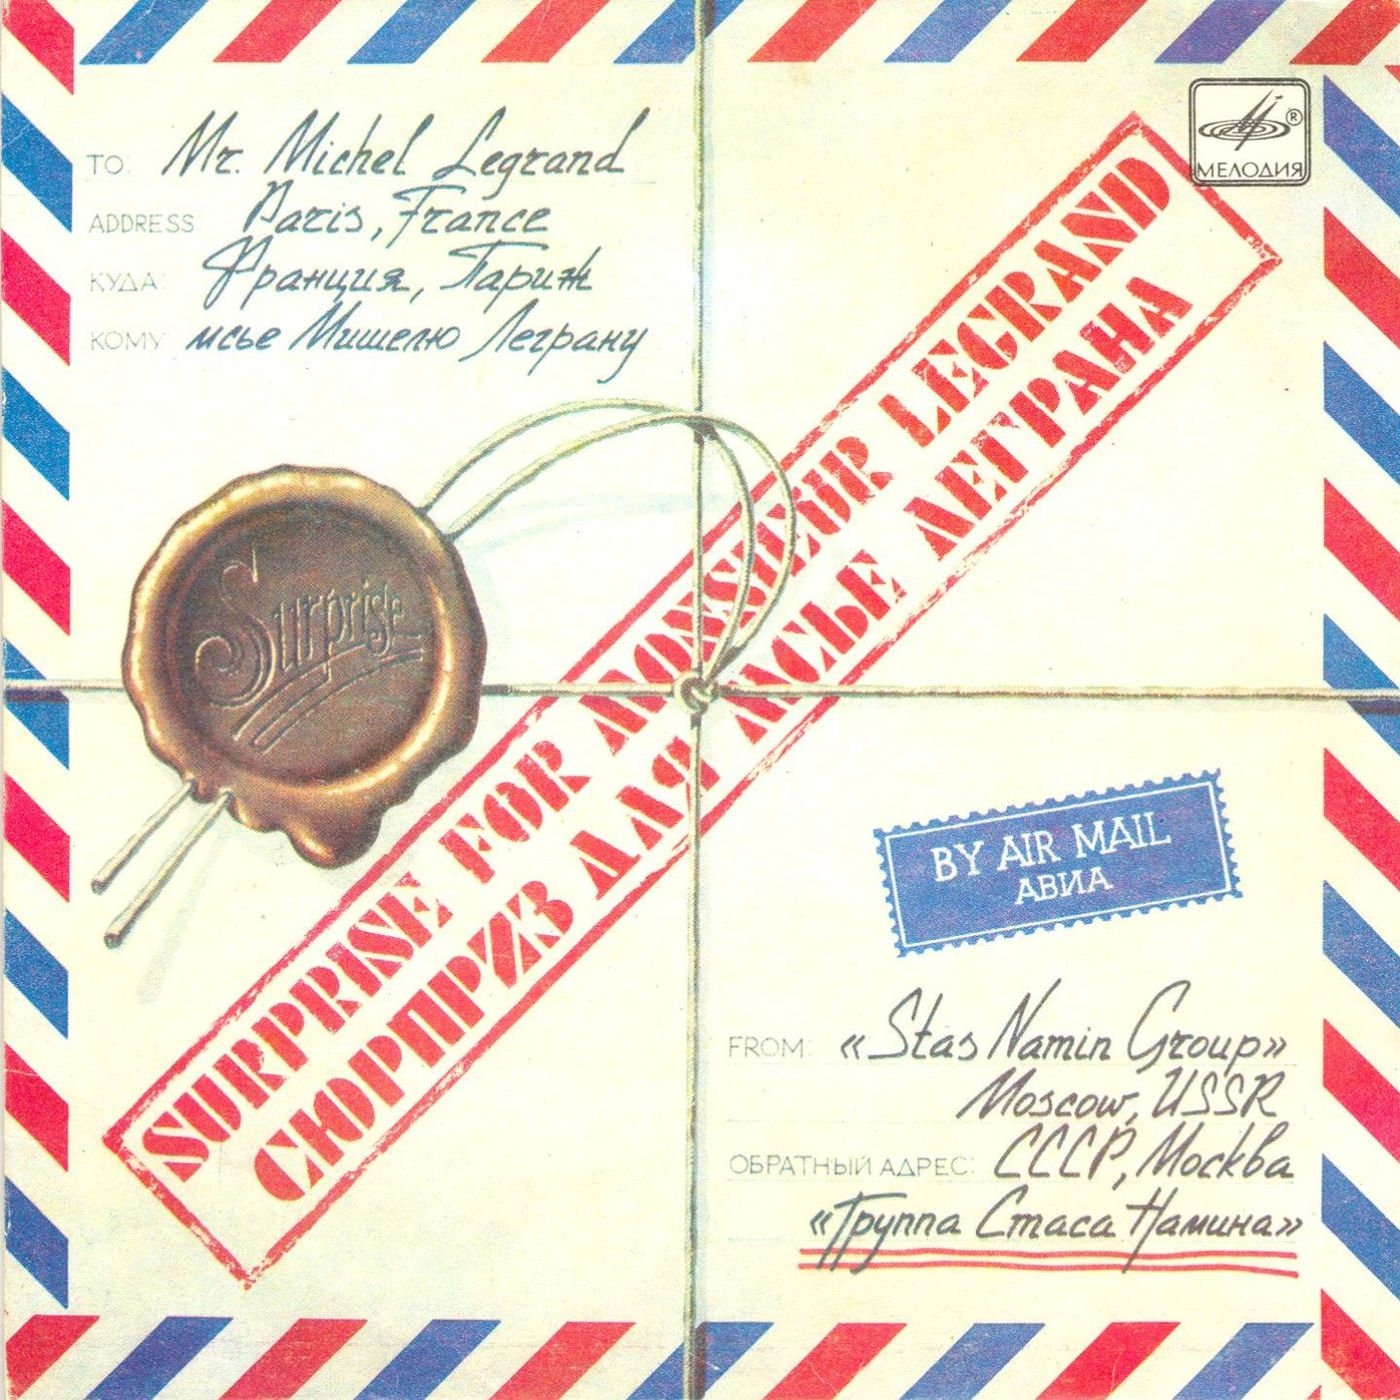 TO: Mr. Michel Legrand
ADDRESS: Paris, France
КУДА: Франция, Париж
КОМУ: мсье Мишелю Леграну
МЕЛОДИЯ
®
SURPRISE FOR MONSIEUR LEGRAND
СЮРПРИЗ ДЛЯ МСЬЕ ЛЕГРАНА
Surprise
BY AIR MAIL
АВИА
FROM: «Stas Namin Group»
Moscow, USSR
ОБРАТНЫЙ АДРЕС: СССР, Москва
«Группа Стаса Намина»